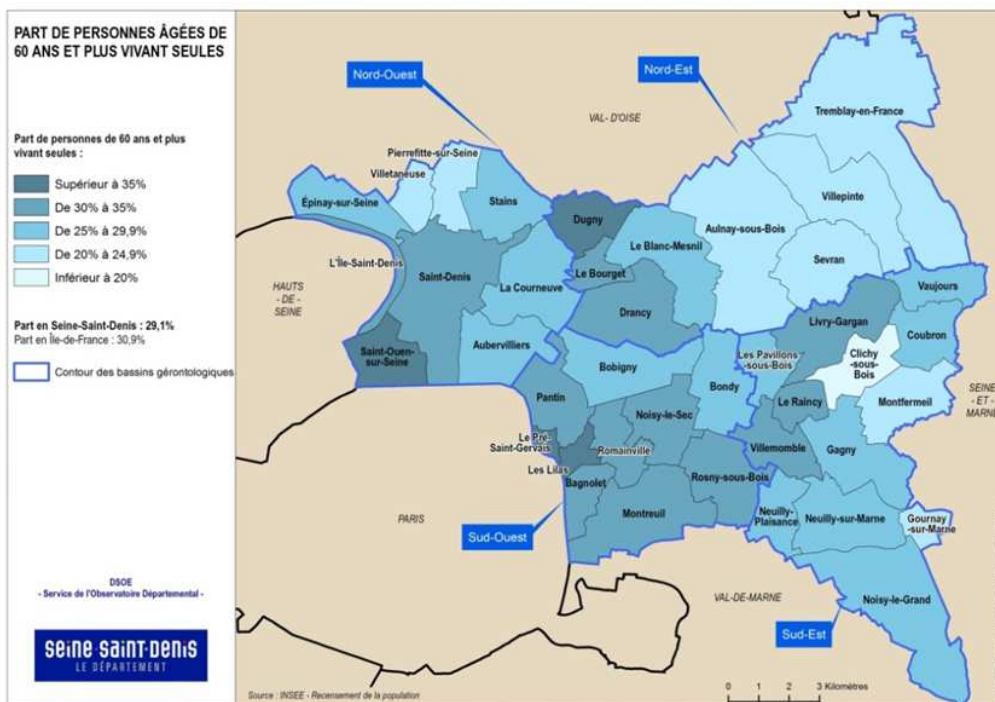 PART DE PERSONNES ÂGÉES DE
60 ANS ET PLUS VIVANT SEULES
Part de personnes de 60 ans et plus
vivant seules :
Supérieur à 35%
De 30% à 35%
De 25% à 29,9%
De 20% à 24,9%
Inférieur à 20%
Part en Seine-Saint-Denis : 29,1%
Part en Île-de-France : 30,9%
Contour des bassins gérontologiques
DSOE
- Service de l'Observatoire Départemental -
seine-saint-denis
LE DÉPARTEMENT
Nord-Ouest
Nord-Est
VAL- D'OISE
Tremblay-en-France
Pierrefitte-sur-Seine
Villetaneuse
Épinay-sur-Seine
Stains
Villepinte
Dugny
Aulnay-sous-Bois
Le Blanc-Mesnil
L'Île-Saint-Denis
Sevran
Saint-Denis
Le Bourget
La Courneuve
HAUTS
- DE -
SEINE
Vaujours
Drancy
Livry-Gargan
Coubron
Aubervilliers
Saint-Ouen-
sur-Seine
Les Pavillons
-sous-Bois
Clichy
-sous-
Bois
Bobigny
Bondy
SEINE
- ET -
MARNE
Pantin
Le Raincy
Montfermeil
Noisy-le-Sec
Le Pré-
Saint-Gervais
Romainville
Villemomble
Gagny
Les Lilas
Bagnolet
Rosny-sous-Bois
Montreuil
Neuilly-
Plaisance
Neuilly-sur-Marne
Gournay
-sur-Marne
PARIS
Sud-Ouest
VAL-DE-MARNE
Noisy-le-Grand
Sud-Est
Source : INSEE - Recensement de la population
0 1 2 3 Kilomètres